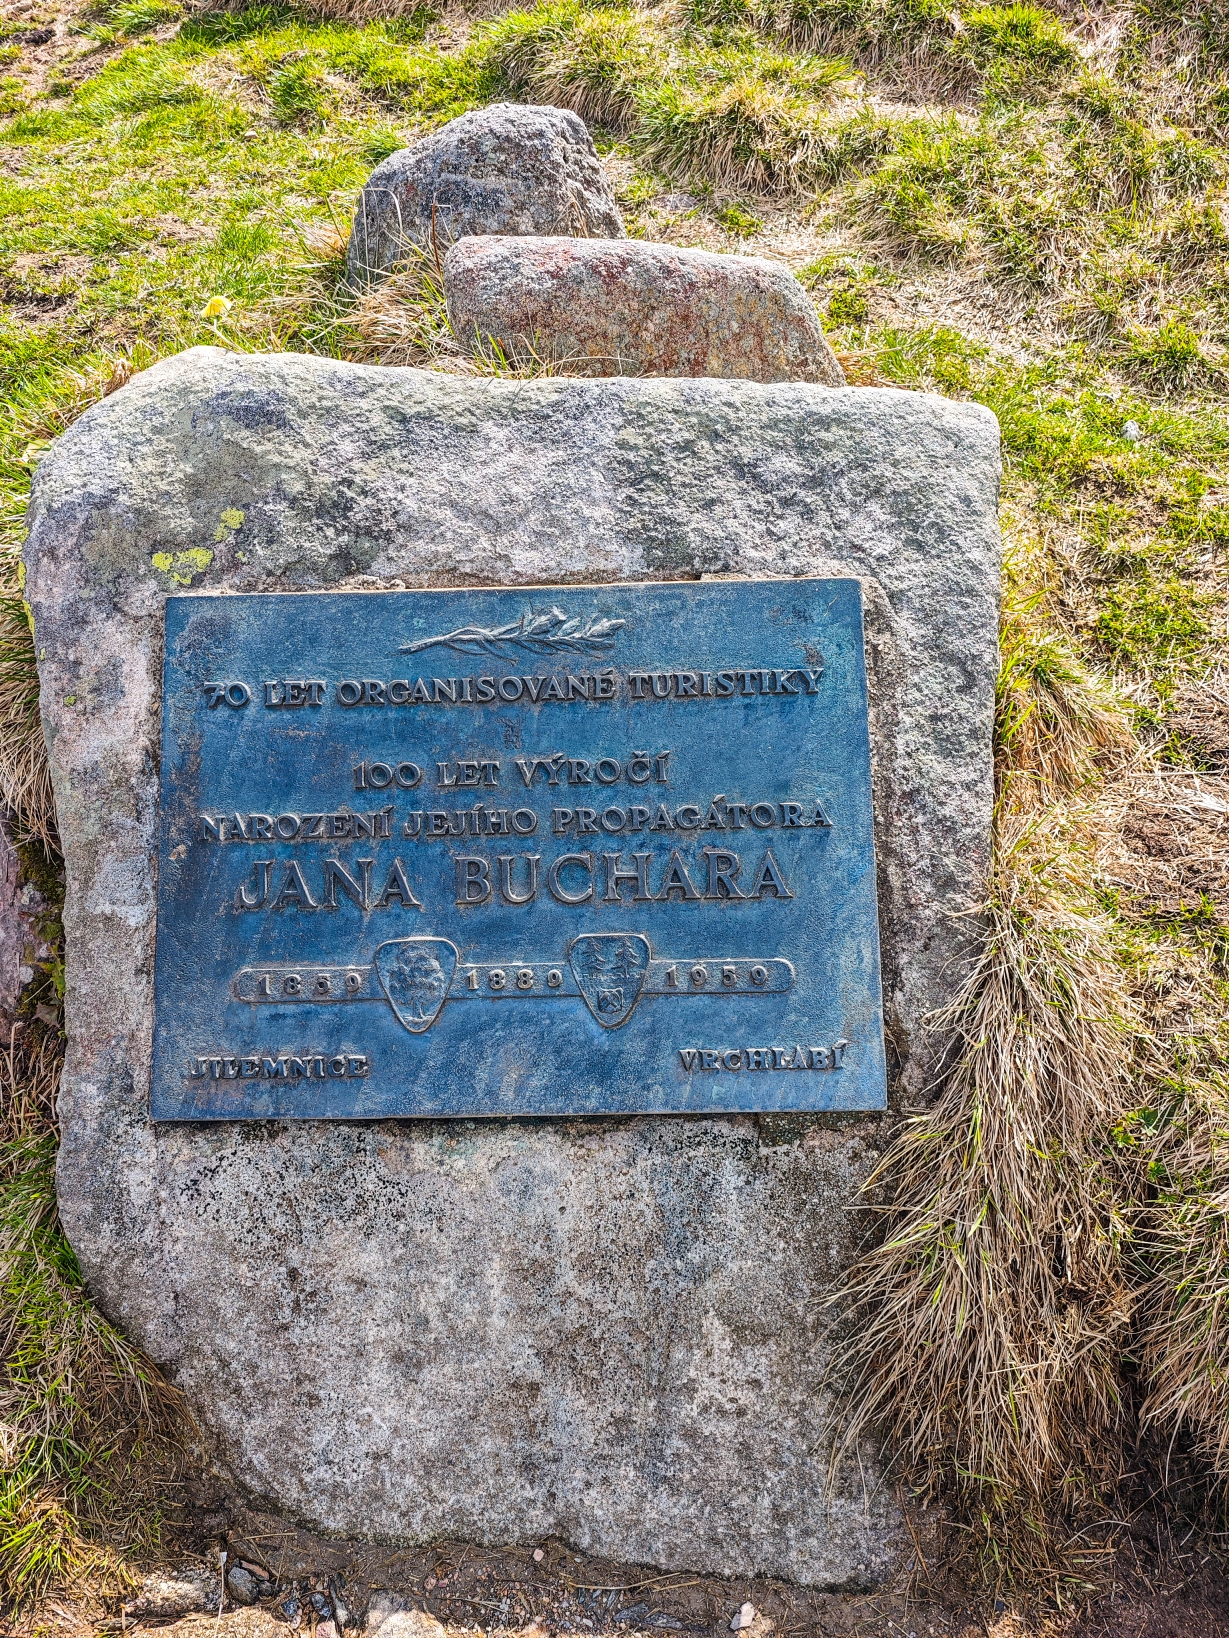 70 LET ORGANISOVANÉ TURISTIKY
100 LET VÝROČÍ
NAROZENÍ JEJÍHO PROPAGÁTORA
JANA BUCHARA
1859 1889 1959
JILEMNICE VRCHLABÍ